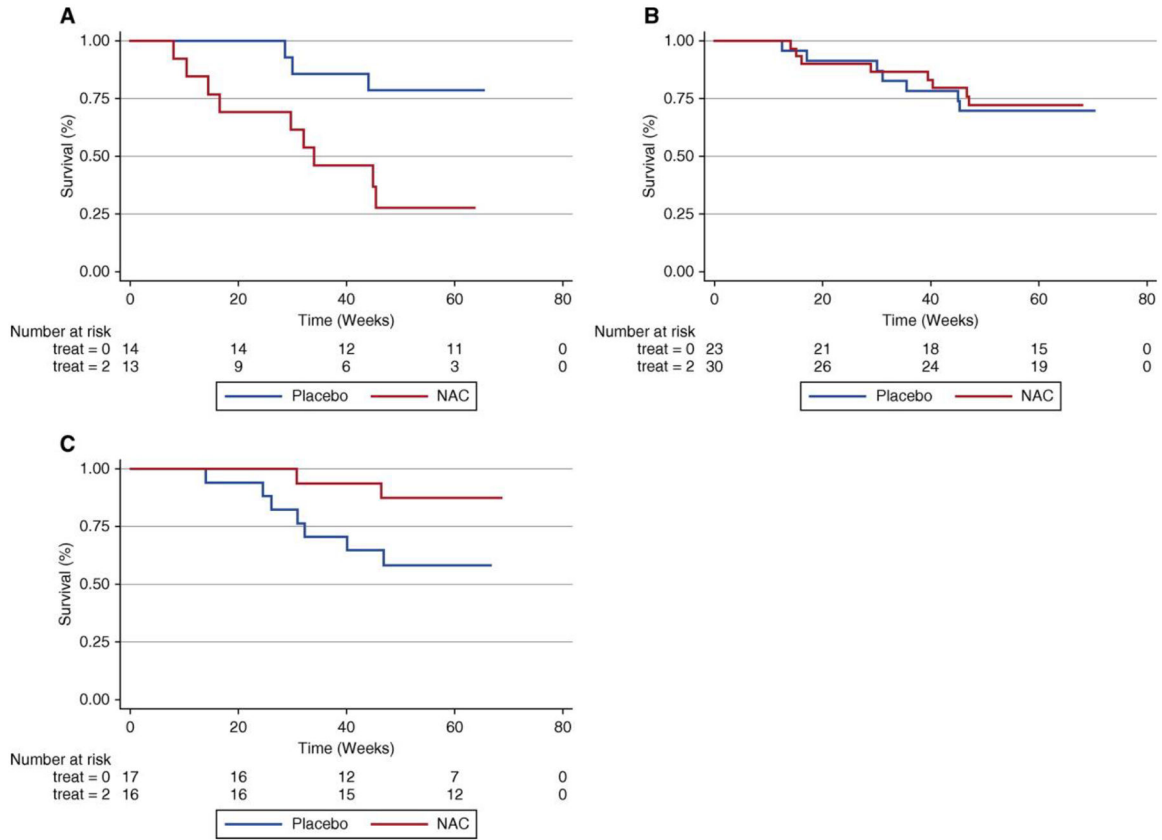 A
Survival (%)
1.00
0.75
0.50
0.25
0.00
0 20 40 60 80
Time (Weeks)
Number at risk
treat = 0 14 14 12 11 0
treat = 2 13 9 6 3 0
Placebo NAC
B
Survival (%)
1.00
0.75
0.50
0.25
0.00
0 20 40 60 80
Time (Weeks)
Number at risk
treat = 0 23 21 18 15 0
treat = 2 30 26 24 19 0
Placebo NAC
C
Survival (%)
1.00
0.75
0.50
0.25
0.00
0 20 40 60 80
Time (Weeks)
Number at risk
treat = 0 17 16 12 7 0
treat = 2 16 16 15 12 0
Placebo NAC